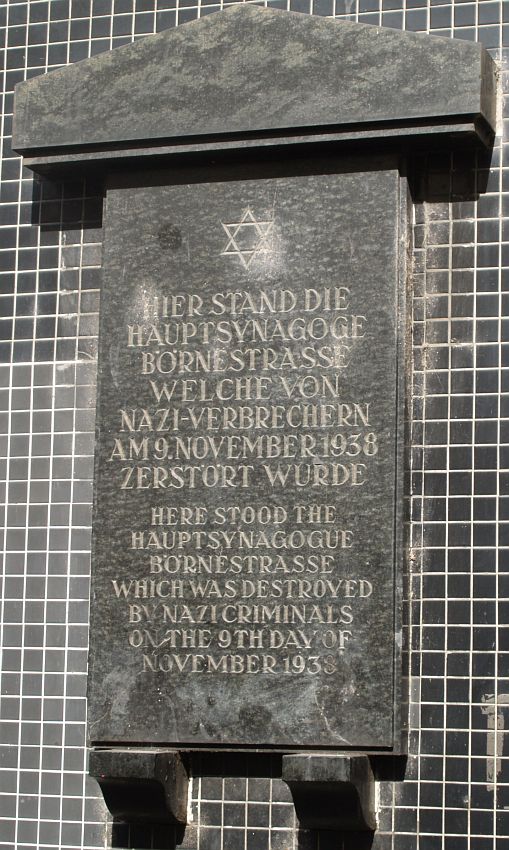 HIER STAND DIE
HAUPTSYNAGOGE
BÖRNESTRASSE
WELCHE VON
NAZI-VERBRECHERN
AM 9. NOVEMBER 1938
ZERSTÖRT WURDE
HERE STOOD THE
HAUPTSYNAGOGUE
BÖRNESTRASSE
WHICH WAS DESTROYED
BY NAZI CRIMINALS
ON THE 9TH DAY OF
NOVEMBER 1938